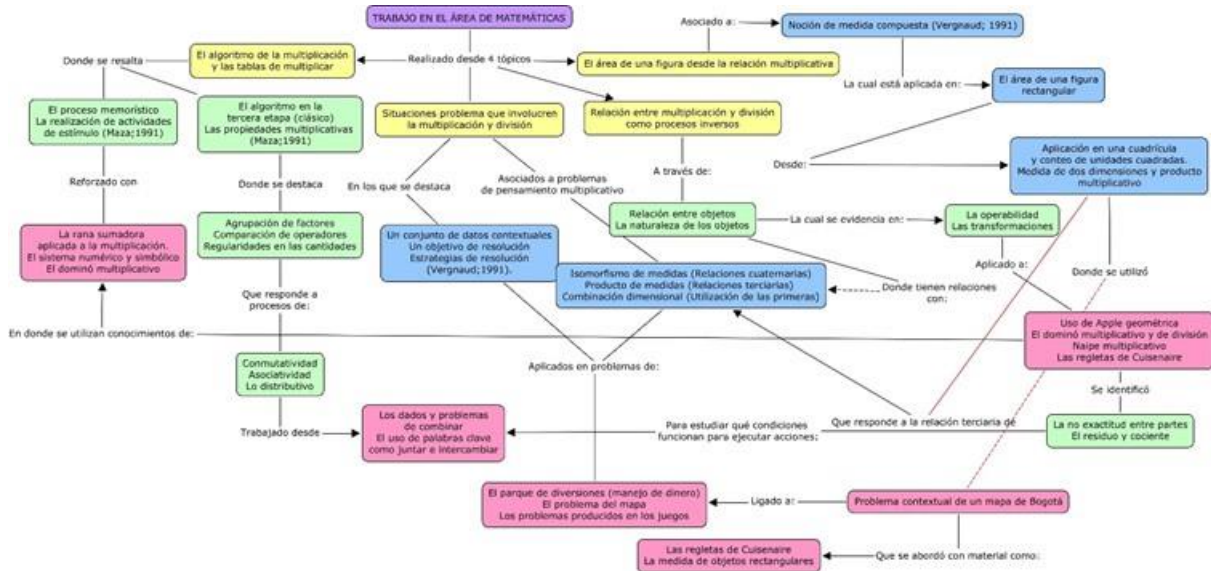 TRABAJO EN EL ÁREA DE MATEMÁTICAS
Asociado a:
Noción de medida compuesta (Vergnaud; 1991)
Donde se resalta
El algoritmo de la multiplicación
y las tablas de multiplicar
Realizado desde 4 tópicos
El área de una figura desde la relación multiplicativa
La cual está aplicada en:
El área de una figura
rectangular
El proceso memorístico
La realización de actividades
de estímulo (Maza;1991)
El algoritmo en la
tercera etapa (clásico)
Las propiedades multiplicativas
(Maza;1991)
Situaciones problema que involucren
la multiplicación y división
Relación entre multiplicación y división
como procesos inversos
Desde:
Aplicación en una cuadrícula
y conteo de unidades cuadradas.
Medida de dos dimensiones y producto
multiplicativo
Reforzado con
Donde se destaca
En los que se destaca
Asociados a problemas
de pensamiento multiplicativo
A través de:
La rana sumadora
aplicada a la multiplicación.
El sistema numérico y simbólico
El dominó multiplicativo
Agrupación de factores
Comparación de operadores
Regularidades en las cantidades
Un conjunto de datos contextuales
Un objetivo de resolución
Estrategias de resolución
(Vergnaud;1991).
Relación entre objetos
La naturaleza de los objetos
La cual se evidencia en:
La operabilidad
Las transformaciones
Isomorfismo de medidas (Relaciones cuaternarias)
Producto de medidas (Relaciones terciarias)
Combinación dimensional (Utilización de las primeras)
Aplicado a:
Donde se utilizó
Donde tienen relaciones
con:
Que responde a
procesos de:
En donde se utilizan conocimientos de:
Uso de Apple geométrica
El dominó multiplicativo y de división
Naipe multiplicativo
Las regletas de Cuisenaire
Conmutatividad
Asociatividad
Lo distributivo
Aplicados en problemas de:
Se identificó
Trabajado desde
Los dados y problemas
de combinar
El uso de palabras clave
como juntar e intercambiar
Para estudiar qué condiciones
funcionan para ejecutar acciones:
Que responde a la relación terciaria de
La no exactitud entre partes
El residuo y cociente
El parque de diversiones (manejo de dinero)
El problema del mapa
Los problemas producidos en los juegos
Ligado a:
Problema contextual de un mapa de Bogotá
Las regletas de Cuisenaire
La medida de objetos rectangulares
Que se abordó con material como: